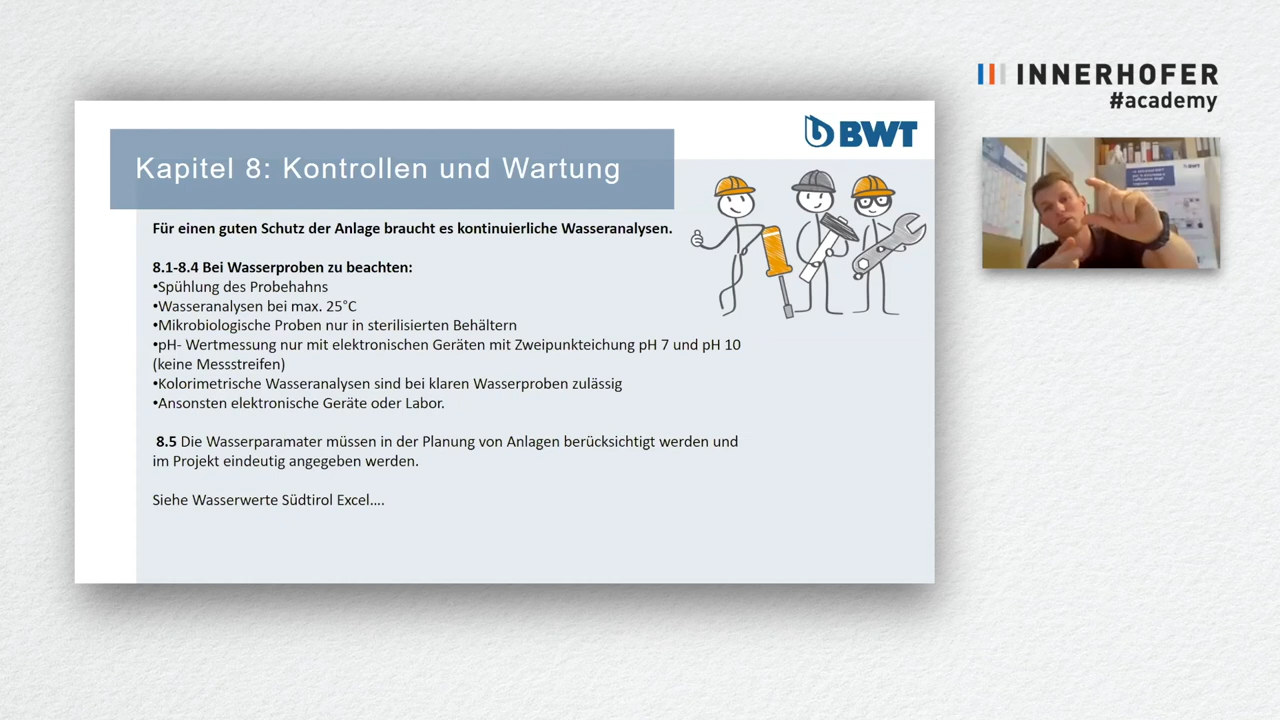 INNERHOFER
#academy
BWT
Kapitel 8: Kontrollen und Wartung
Für einen guten Schutz der Anlage braucht es kontinuierliche Wasseranalysen.
8.1-8.4 Bei Wasserproben zu beachten:
•Spühlung des Probehahns
•Wasseranalysen bei max. 25°C
•Mikrobiologische Proben nur in sterilisierten Behältern
•pH- Wertmessung nur mit elektronischen Geräten mit Zweipunkteichung pH 7 und pH 10
(keine Messstreifen)
•Kolorimetrische Wasseranalysen sind bei klaren Wasserproben zulässig
•Ansonsten elektronische Geräte oder Labor.
8.5 Die Wasserparamater müssen in der Planung von Anlagen berücksichtigt werden und
im Projekt eindeutig angegeben werden.
Siehe Wasserwerte Südtirol Excel....
BWT